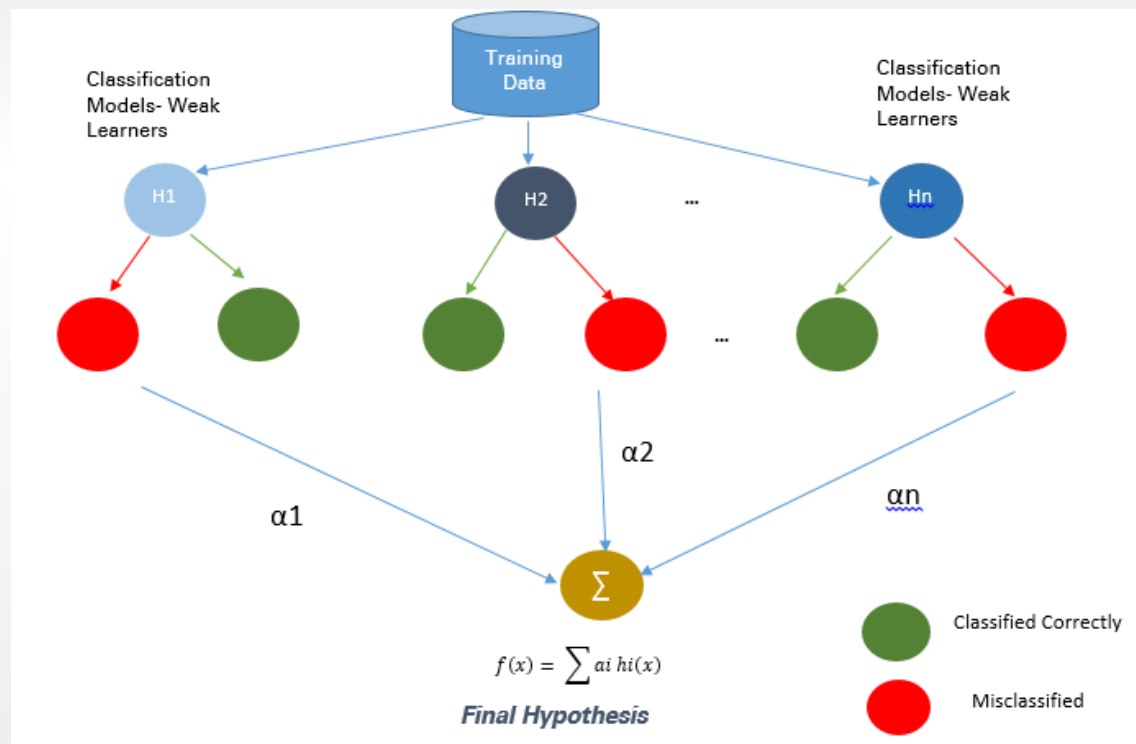 Training
Data
Classification
Models- Weak
Learners
Classification
Models- Weak
Learners
H1
H2
...
Hn
...
α1
α2
αn
∑
f(x) = ∑ ai hi(x)
Final Hypothesis
Classified Correctly
Misclassified